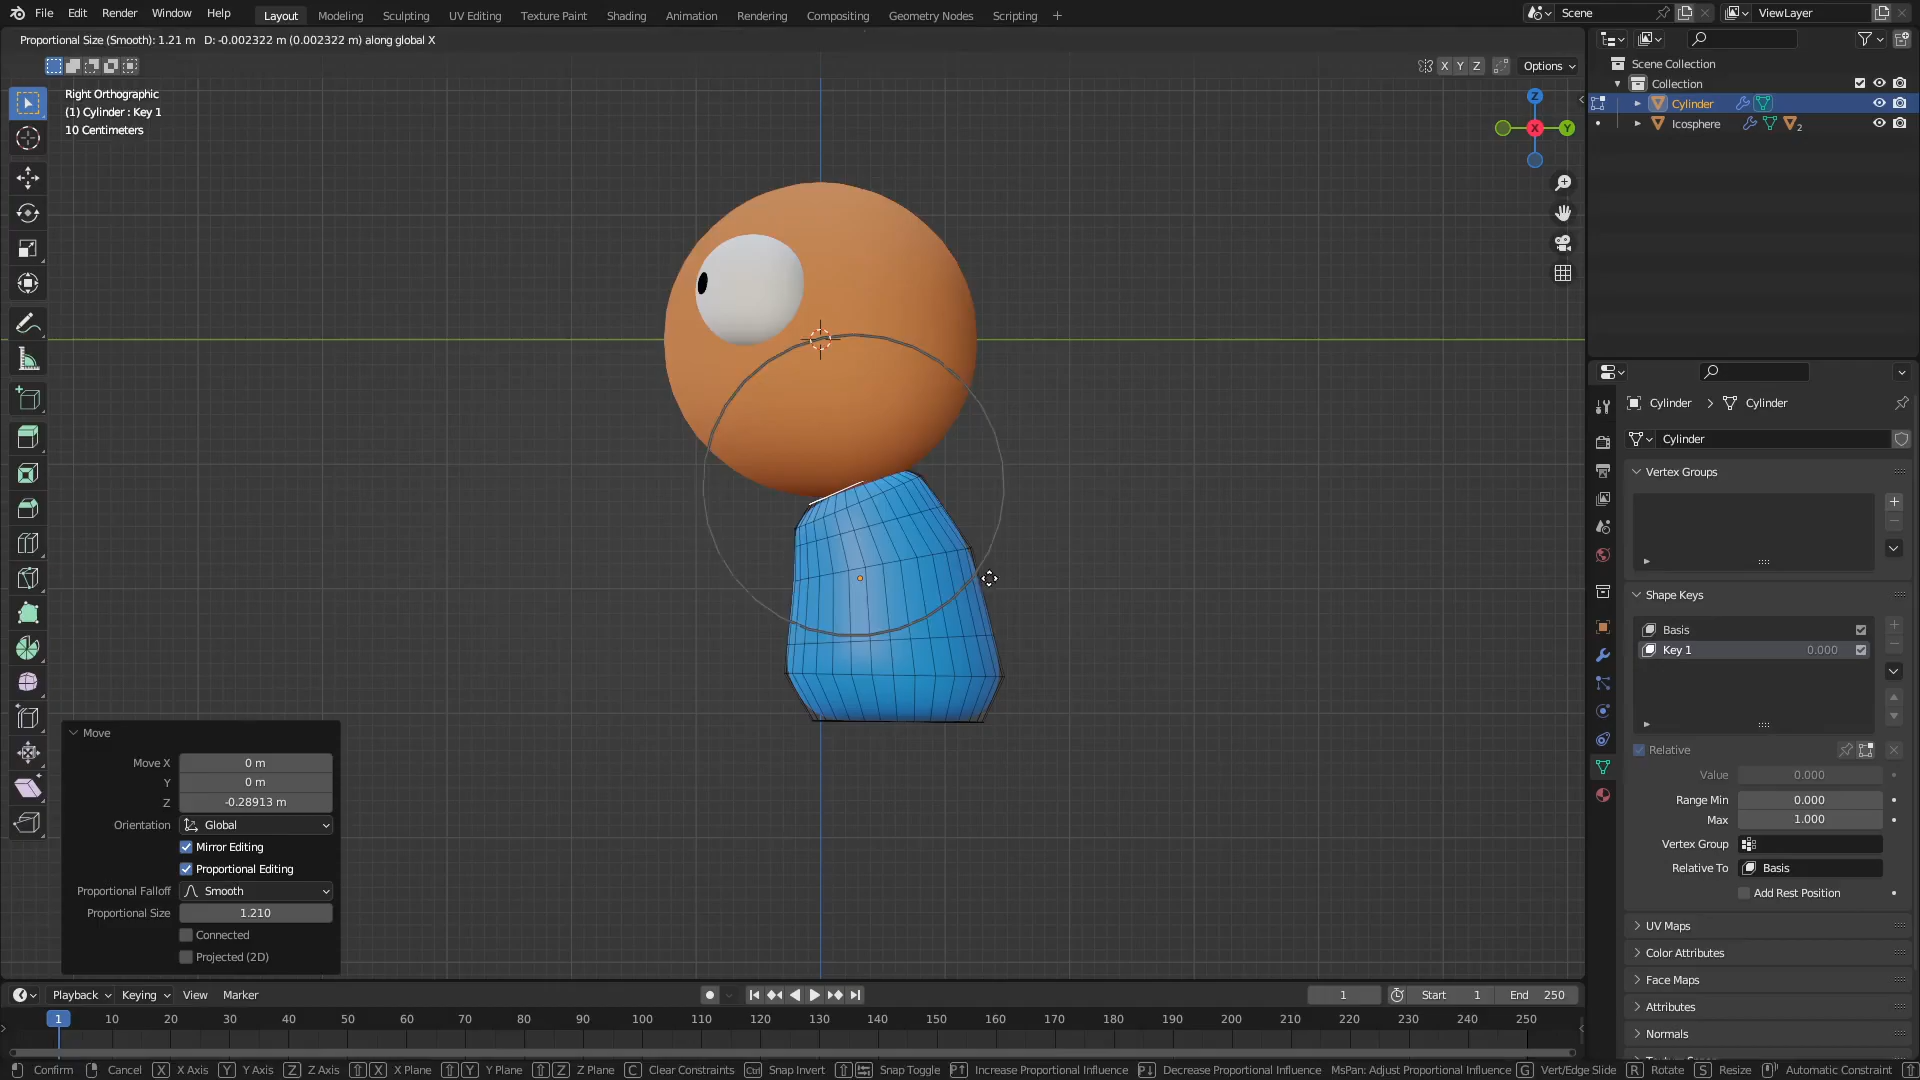 File Edit Render Window Help Layout Modeling Sculpting UV Editing Texture Paint Shading Animation Rendering Compositing Geometry Nodes Scripting + Scene ViewLayer
Proportional Size (Smooth): 1.21 m D: -0.002322 m (0.002322 m) along global X
X Y Z Options
Right Orthographic
(1) Cylinder : Key 1
10 Centimeters
Z
Y
X
Scene Collection
Collection
Cylinder
Icosphere 2
Cylinder > Cylinder
Cylinder
Vertex Groups
Shape Keys
Basis
Key 1 0.000
Relative
Value 0.000
Range Min 0.000
Max 1.000
Vertex Group
Relative To Basis
Add Rest Position
UV Maps
Color Attributes
Face Maps
Attributes
Normals
Move
Move X 0 m
Y 0 m
Z -0.28913 m
Orientation Global
Mirror Editing
Proportional Editing
Proportional Falloff Smooth
Proportional Size 1.210
Connected
Projected (2D)
Playback Keying View Marker 1 Start 1 End 250
1 10 20 30 40 50 60 70 80 90 100 110 120 130 140 150 160 170 180 190 200 210 220 230 240 250
Confirm Cancel X X Axis Y Y Axis Z Z Axis X X Plane Y Y Plane Z Z Plane C Clear Constraints Ctrl Snap Invert Snap Toggle P Increase Proportional Influence P Decrease Proportional Influence MsPan: Adjust Proportional Influence G Vert/Edge Slide R Rotate S Resize Automatic Constraint